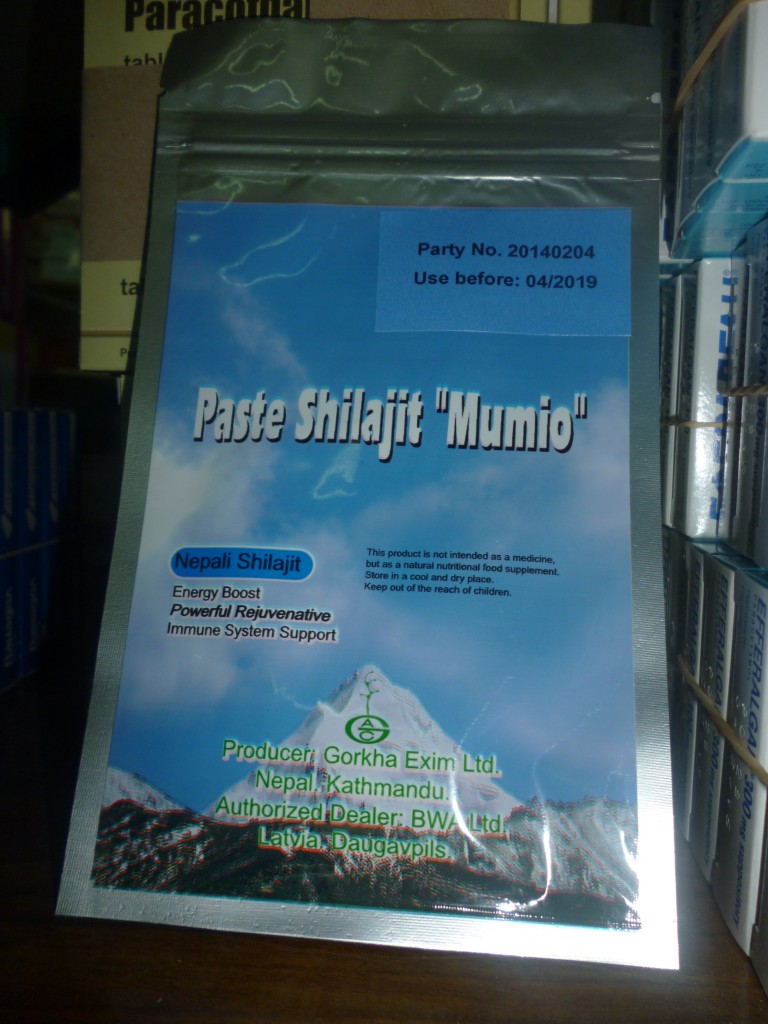 Party No. 20140204
Use before: 04/2019
Paste Shilajit "Mumio"
Nepali Shilajit
Energy Boost
Powerful Rejuvenative
Immune System Support
This product is not intended as a medicine,
but as a natural nutritional food supplement.
Store in a cool and dry place.
Keep out of the reach of children.
Producer: Gorkha Exim Ltd.
Nepal. Kathmandu.
Authorized Dealer: BWA Ltd.
Latvia. Daugavpils.
EFFERALGAN
300